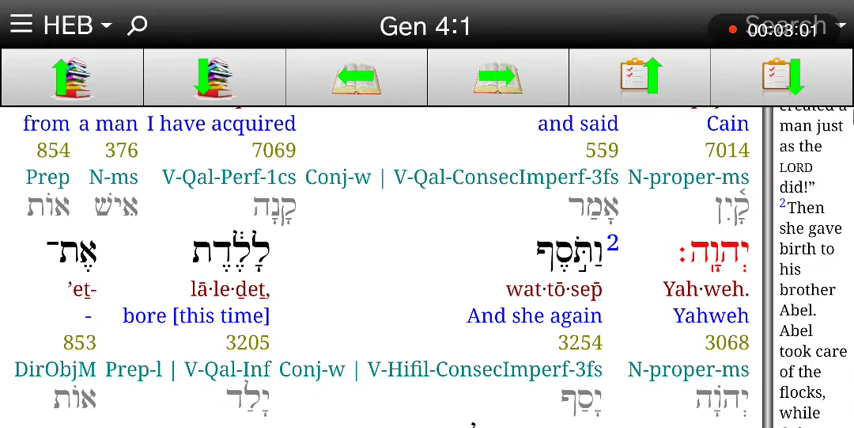 HEB
Gen 4:1
Search
00:03:01
from a man I have acquired and said Cain
854 376 7069 559 7014
Prep N-ms V-Qal-Perf-1cs Conj-w | V-Qal-ConsecImperf-3fs N-proper-ms
אוֹת אִישׁ קָנָה אָמַר קַיִן
אֶת־ לָלֶ֔דֶת וַתֹּ֣סֶף 2 יְהוָֽה׃
’eṯ- lā·le·ḏeṯ, wat·tō·sep̄ Yah·weh.
- bore [this time] And she again Yahweh
853 3205 3254 3068
DirObjM Prep-l | V-Qal-Inf Conj-w | V-Hifil-ConsecImperf-3fs N-proper-ms
אוֹת יָלַד יָסַף יְהֹוָה
created a
man just
as the
LORD
did!”
2Then
she gave
birth to
his
brother
Abel.
Abel
took care
of the
flocks,
while